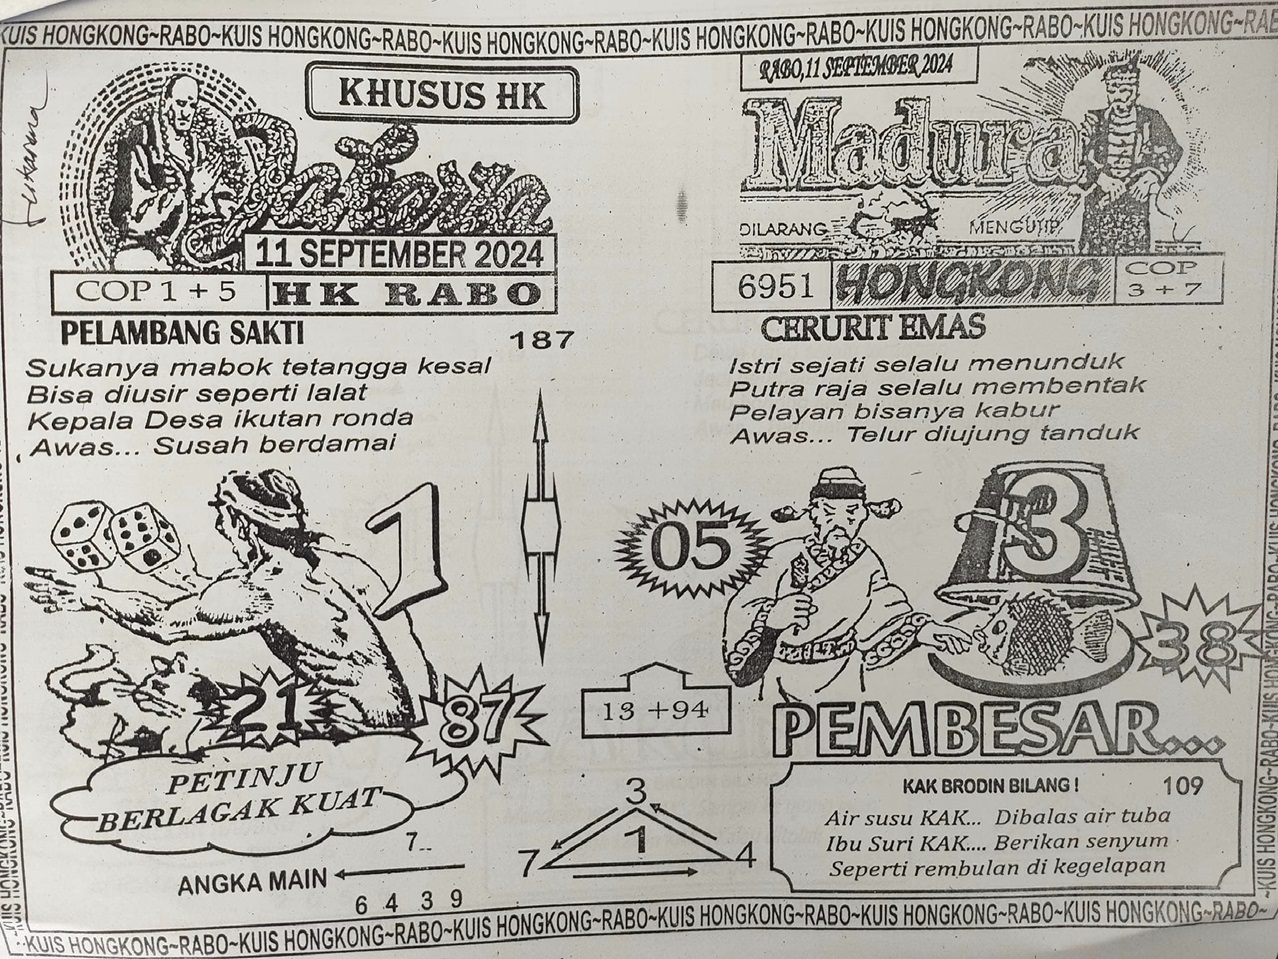 KUIS HONGKONG~RABO~KUIS HONGKONG~RABO~KUIS HONGKONG~RABO~KUIS HONGKONG~RABO~KUIS HONGKONG~RABO~KUIS HONGKONG~RAB
KHUSUS HK
11 SEPTEMBER 2024
COP 1 + 5
HK RABO
PELAMBANG SAKTI
187
Sukanya mabok tetangga kesal
Bisa diusir seperti lalat
Kepala Desa ikutan ronda
Awas... Susah berdamai
1
21
87
PETINJU
BERLAGAK KUAT
7..
ANGKA MAIN
6 4 3 9
RABO,11 SEPTEMBER 2024
Madura
DILARANG
MENGUTIP
6951
HONGKONG
COP
3 + 7
CERURIT EMAS
Istri sejati selalu menunduk
Putra raja selalu membentak
Pelayan bisanya kabur
Awas... Telur diujung tanduk
05
3
38
13 +94
PEMBESAR...
3
1
7
4
KAK BRODIN BILANG !
109
Air susu KAK... Dibalas air tuba
Ibu Suri KAK.... Berikan senyum
Seperti rembulan di kegelapan
KUIS HONGKONG~RABO~KUIS HONGKONG~RABO~KUIS HONGKONG~RABO~KUIS HONGKONG~RABO~KUIS HONGKONG~RABO~KUIS HONGKONG~RABO~